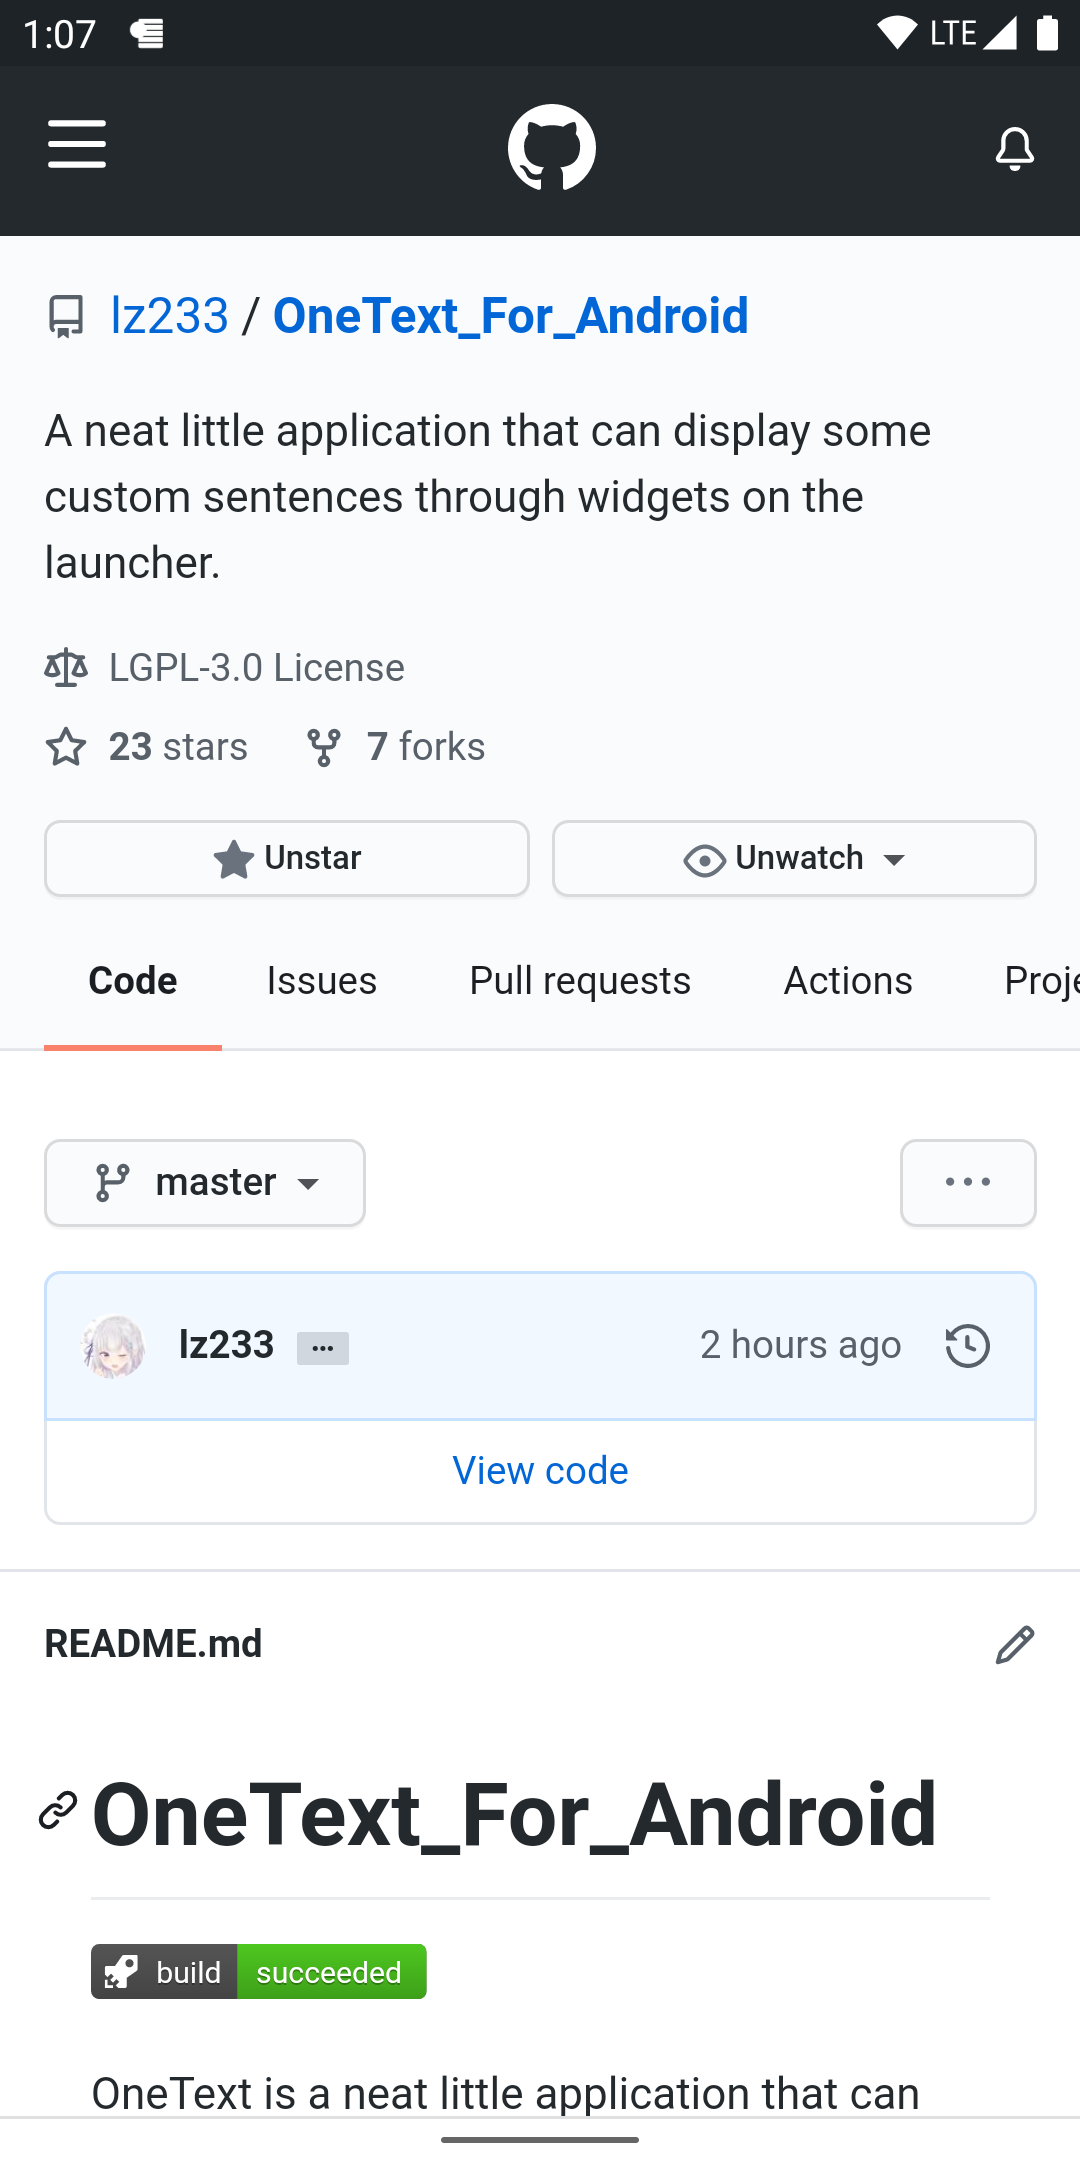 1:07 LTE
lz233 / OneText_For_Android
A neat little application that can display some
custom sentences through widgets on the
launcher.
LGPL-3.0 License
23 stars 7 forks
Unstar Unwatch
Code Issues Pull requests Actions Proje
master ...
lz233 ... 2 hours ago
View code
README.md
OneText_For_Android
build succeeded
OneText is a neat little application that can